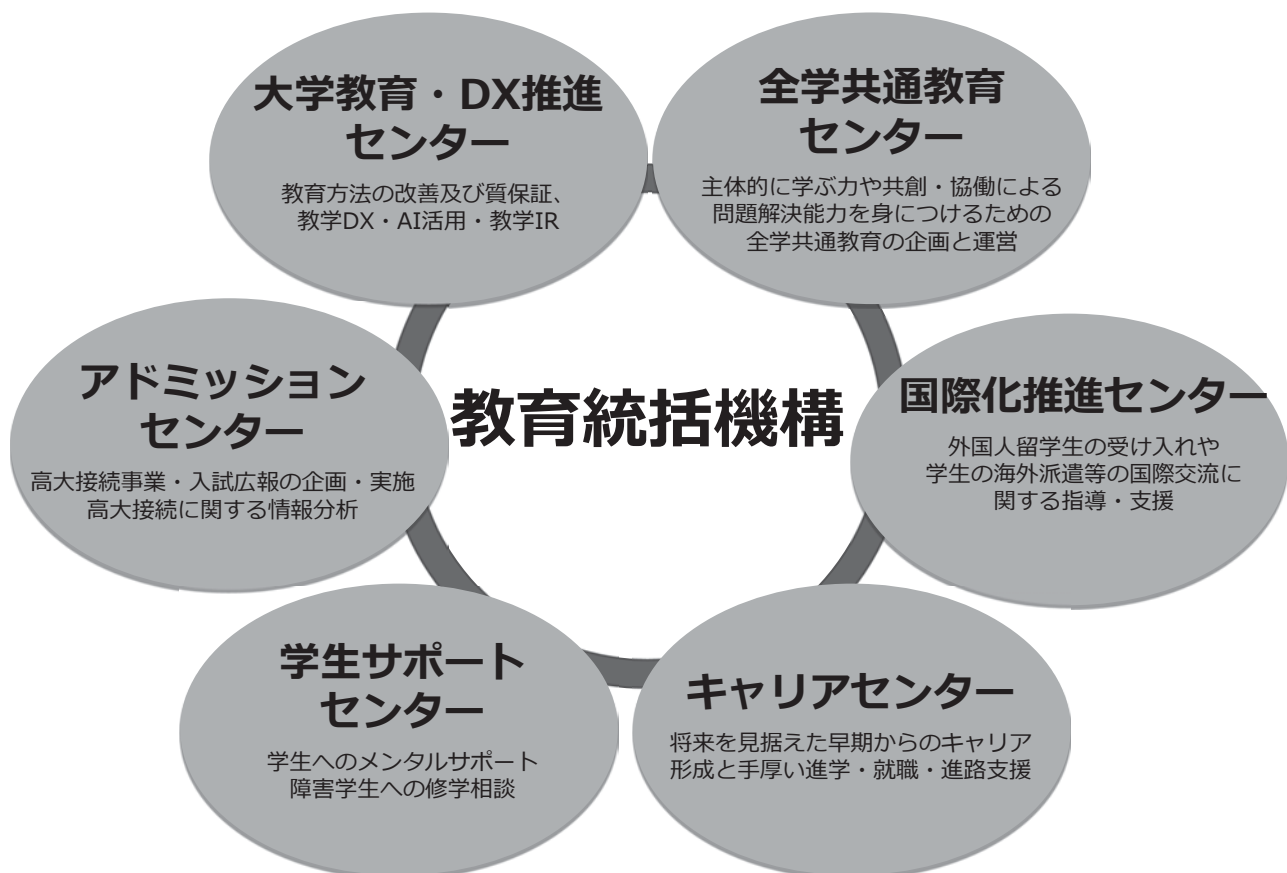 大学教育・DX推進
センター
教育方法の改善及び質保証、
教学DX・AI活用・教学IR
全学共通教育
センター
主体的に学ぶ力や共創・協働による
問題解決能力を身につけるための
全学共通教育の企画と運営
アドミッション
センター
高大接続事業・入試広報の企画・実施
高大接続に関する情報分析
教育統括機構
国際化推進センター
外国人留学生の受け入れや
学生の海外派遣等の国際交流に
関する指導・支援
学生サポート
センター
学生へのメンタルサポート
障害学生への修学相談
キャリアセンター
将来を見据えた早期からのキャリア
形成と手厚い進学・就職・進路支援